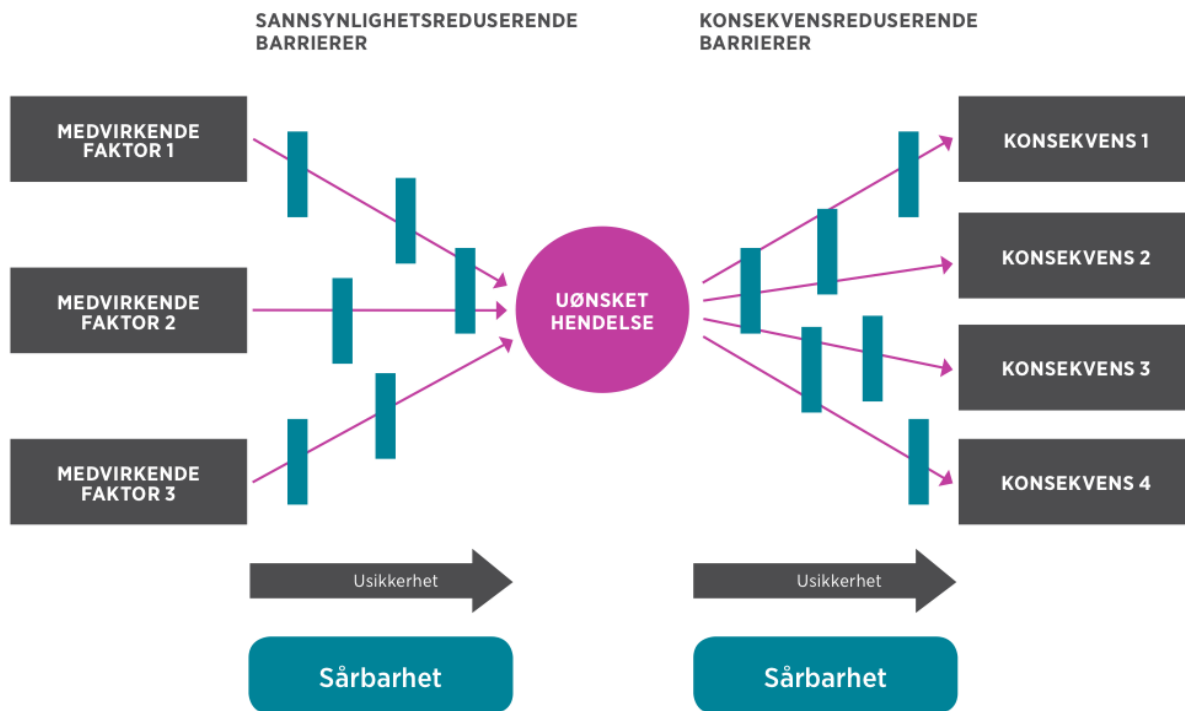 SANNSYNLIGHETSREDUSERENDE
BARRIERER
KONSEKVENSREDUSERENDE
BARRIERER
MEDVIRKENDE
FAKTOR 1
MEDVIRKENDE
FAKTOR 2
MEDVIRKENDE
FAKTOR 3
UØNSKET
HENDELSE
KONSEKVENS 1
KONSEKVENS 2
KONSEKVENS 3
KONSEKVENS 4
Usikkerhet
Usikkerhet
Sårbarhet
Sårbarhet